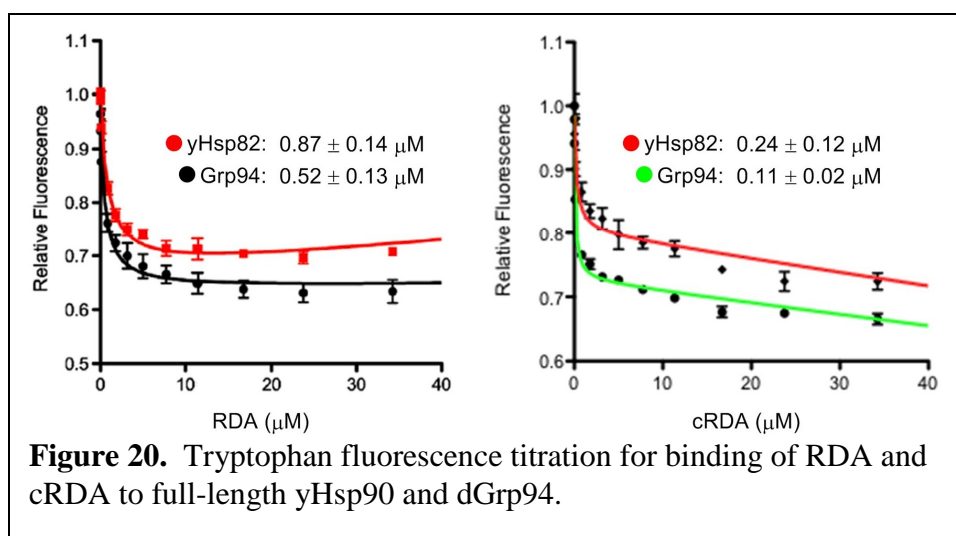 1.1
1.0
0.9
0.8
0.7
0.6
0.5
Relative Fluorescence
yHsp82: 0.87 ± 0.14 μM
Grp94: 0.52 ± 0.13 μM
0 10 20 30 40
RDA (μM)
1.1
1.0
0.9
0.8
0.7
0.6
Relative Fluorescence
yHsp82: 0.24 ± 0.12 μM
Grp94: 0.11 ± 0.02 μM
0 10 20 30 40
cRDA (μM)
Figure 20. Tryptophan fluorescence titration for binding of RDA and
cRDA to full-length yHsp90 and dGrp94.